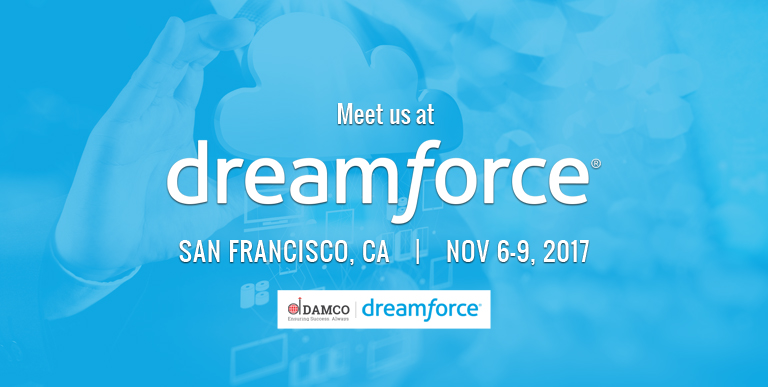 Meet us at
dreamforce®
SAN FRANCISCO, CA | NOV 6-9, 2017
DAMCO | dreamforce
Ensuring Success. Always